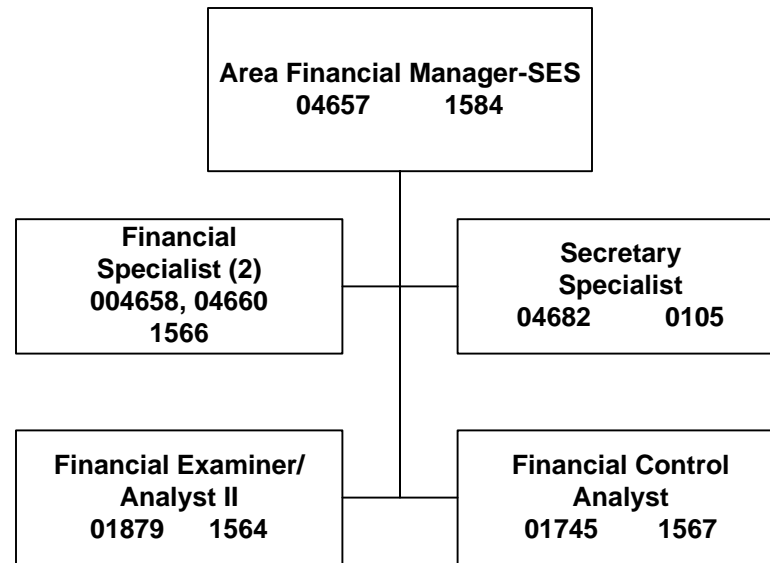 Area Financial Manager-SES
04657 1584
Financial
Specialist (2)
004658, 04660
1566
Secretary
Specialist
04682 0105
Financial Examiner/
Analyst II
01879 1564
Financial Control
Analyst
01745 1567